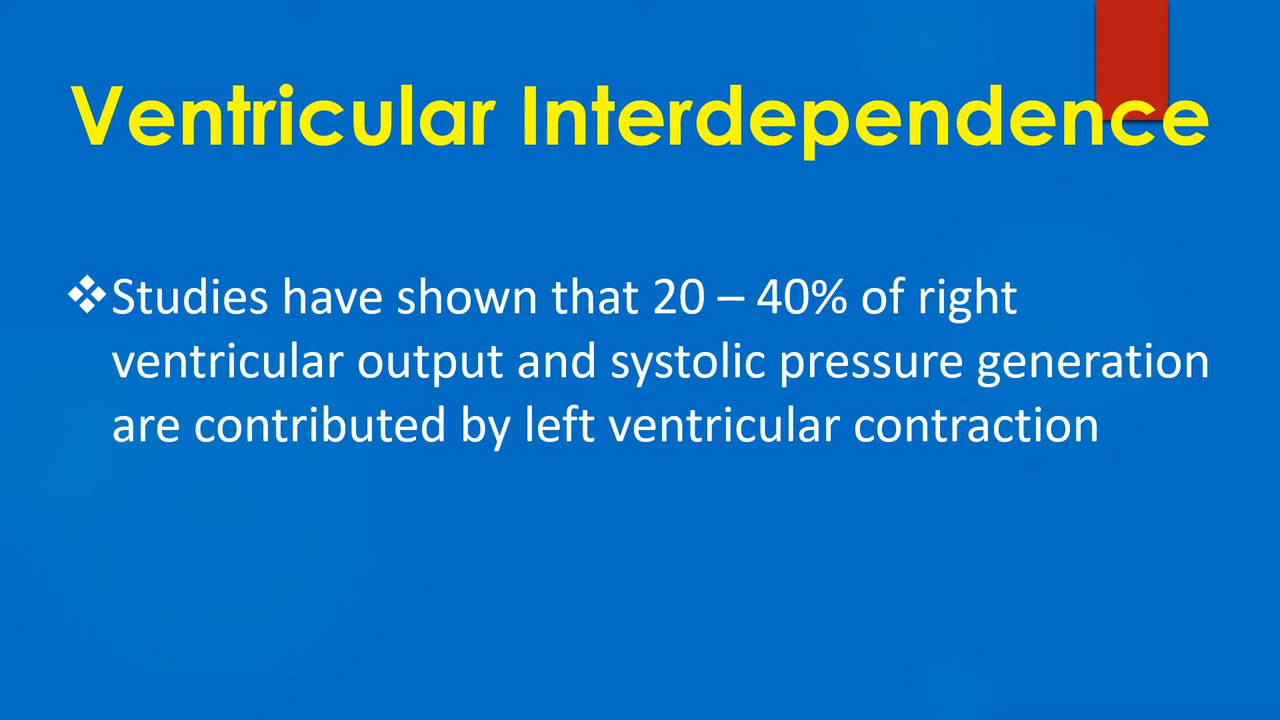 Ventricular Interdependence
❖Studies have shown that 20 – 40% of right
ventricular output and systolic pressure generation
are contributed by left ventricular contraction